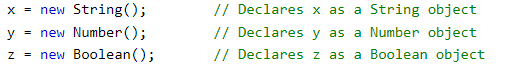 x = new String();        // Declares x as a String object
y = new Number();        // Declares y as a Number object
z = new Boolean();       // Declares z as a Boolean object